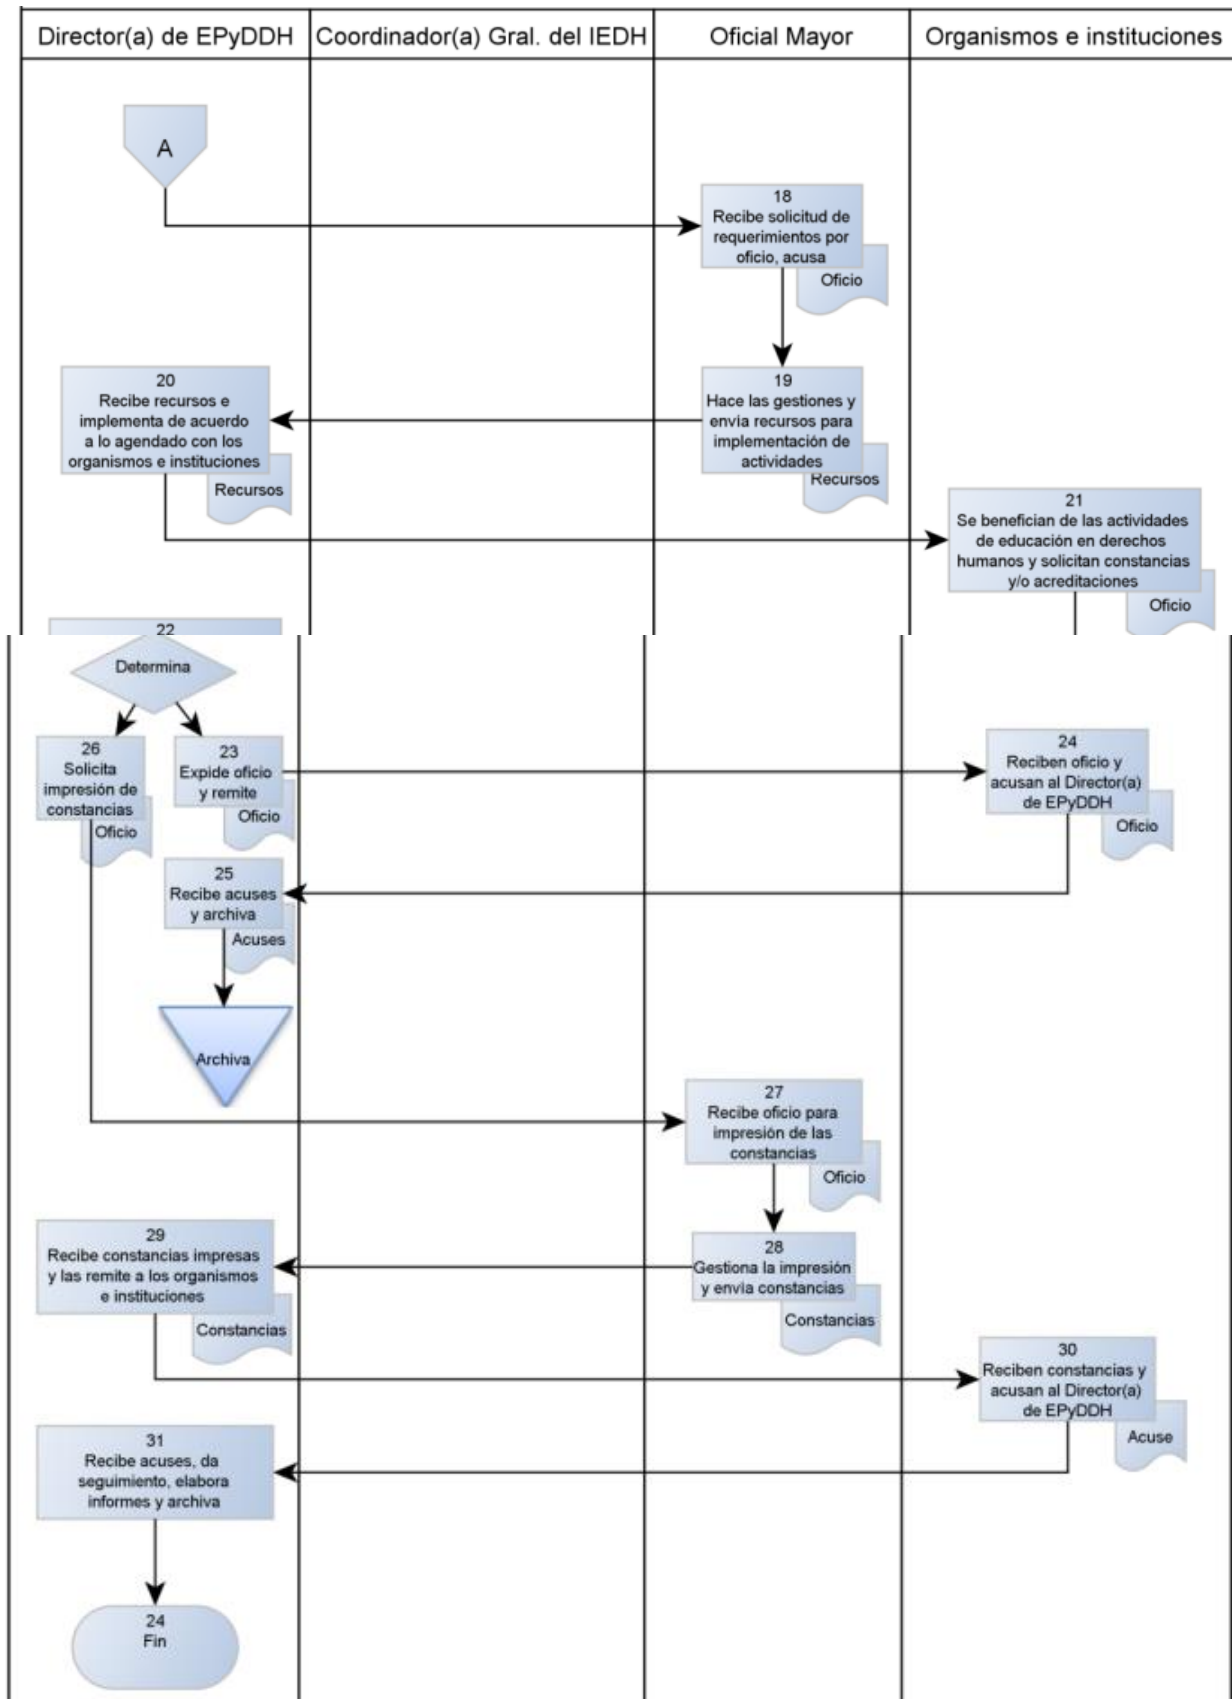 Director(a) de EPyDDH
Coordinador(a) Gral. del IEDH
Oficial Mayor
Organismos e instituciones
A
18
Recibe solicitud de
requerimientos por
oficio, acusa
Oficio
20
Recibe recursos e
implementa de acuerdo
a lo agendado con los
organismos e instituciones
Recursos
19
Hace las gestiones y
envía recursos para
implementación de
actividades
Recursos
21
Se benefician de las actividades
de educación en derechos
humanos y solicitan constancias
y/o acreditaciones
Oficio
22
Determina
26
Solicita
impresión de
constancias
Oficio
23
Expide oficio
y remite
Oficio
24
Reciben oficio y
acusan al Director(a)
de EPyDDH
Oficio
25
Recibe acuses
y archiva
Acuses
Archiva
27
Recibe oficio para
impresión de las
constancias
Oficio
29
Recibe constancias impresas
y las remite a los organismos
e instituciones
Constancias
28
Gestiona la impresión
y envía constancias
Constancias
30
Reciben constancias y
acusan al Director(a)
de EPyDDH
Acuse
31
Recibe acuses, da
seguimiento, elabora
informes y archiva
24
Fin